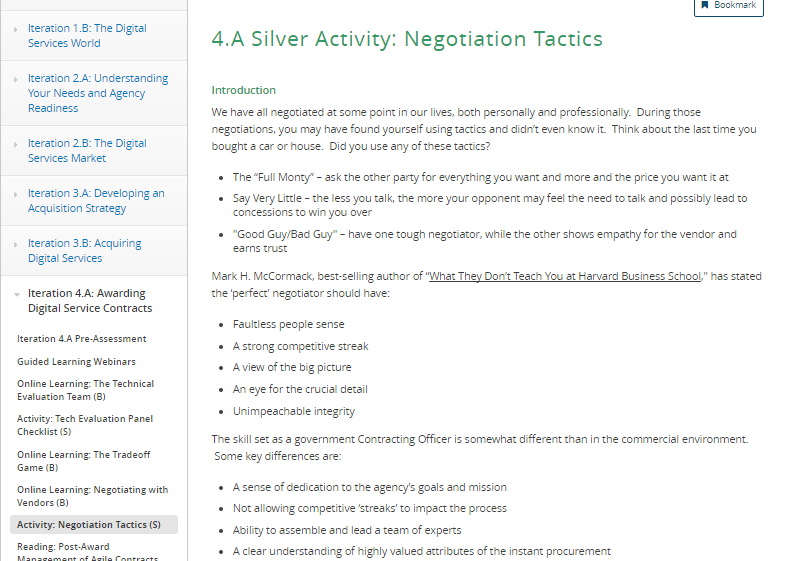 Bookmark
Iteration 1.B: The Digital
Services World
Iteration 2.A: Understanding
Your Needs and Agency
Readiness
Iteration 2.B: The Digital
Services Market
Iteration 3.A: Developing an
Acquisition Strategy
Iteration 3.B: Acquiring
Digital Services
Iteration 4.A: Awarding
Digital Service Contracts
Iteration 4.A Pre-Assessment
Guided Learning Webinars
Online Learning: The Technical
Evaluation Team (B)
Activity: Tech Evaluation Panel
Checklist (S)
Online Learning: The Tradeoff
Game (B)
Online Learning: Negotiating with
Vendors (B)
Activity: Negotiation Tactics (S)
Reading: Post-Award
Management of Agile Contracts
4.A Silver Activity: Negotiation Tactics
Introduction
We have all negotiated at some point in our lives, both personally and professionally.  During those
negotiations, you may have found yourself using tactics and didn't even know it.  Think about the last time you
bought a car or house.  Did you use any of these tactics?
• The “Full Monty” – ask the other party for everything you want and more and the price you want it at
• Say Very Little – the less you talk, the more your opponent may feel the need to talk and possibly lead to
concessions to win you over
• "Good Guy/Bad Guy" – have one tough negotiator, while the other shows empathy for the vendor and
earns trust
Mark H. McCormack, best-selling author of “What They Don’t Teach You at Harvard Business School,” has stated
the ‘perfect’ negotiator should have:
• Faultless people sense
• A strong competitive streak
• A view of the big picture
• An eye for the crucial detail
• Unimpeachable integrity
The skill set as a government Contracting Officer is somewhat different than in the commercial environment.
Some key differences are:
• A sense of dedication to the agency’s goals and mission
• Not allowing competitive ‘streaks’ to impact the process
• Ability to assemble and lead a team of experts
• A clear understanding of highly valued attributes of the instant procurement